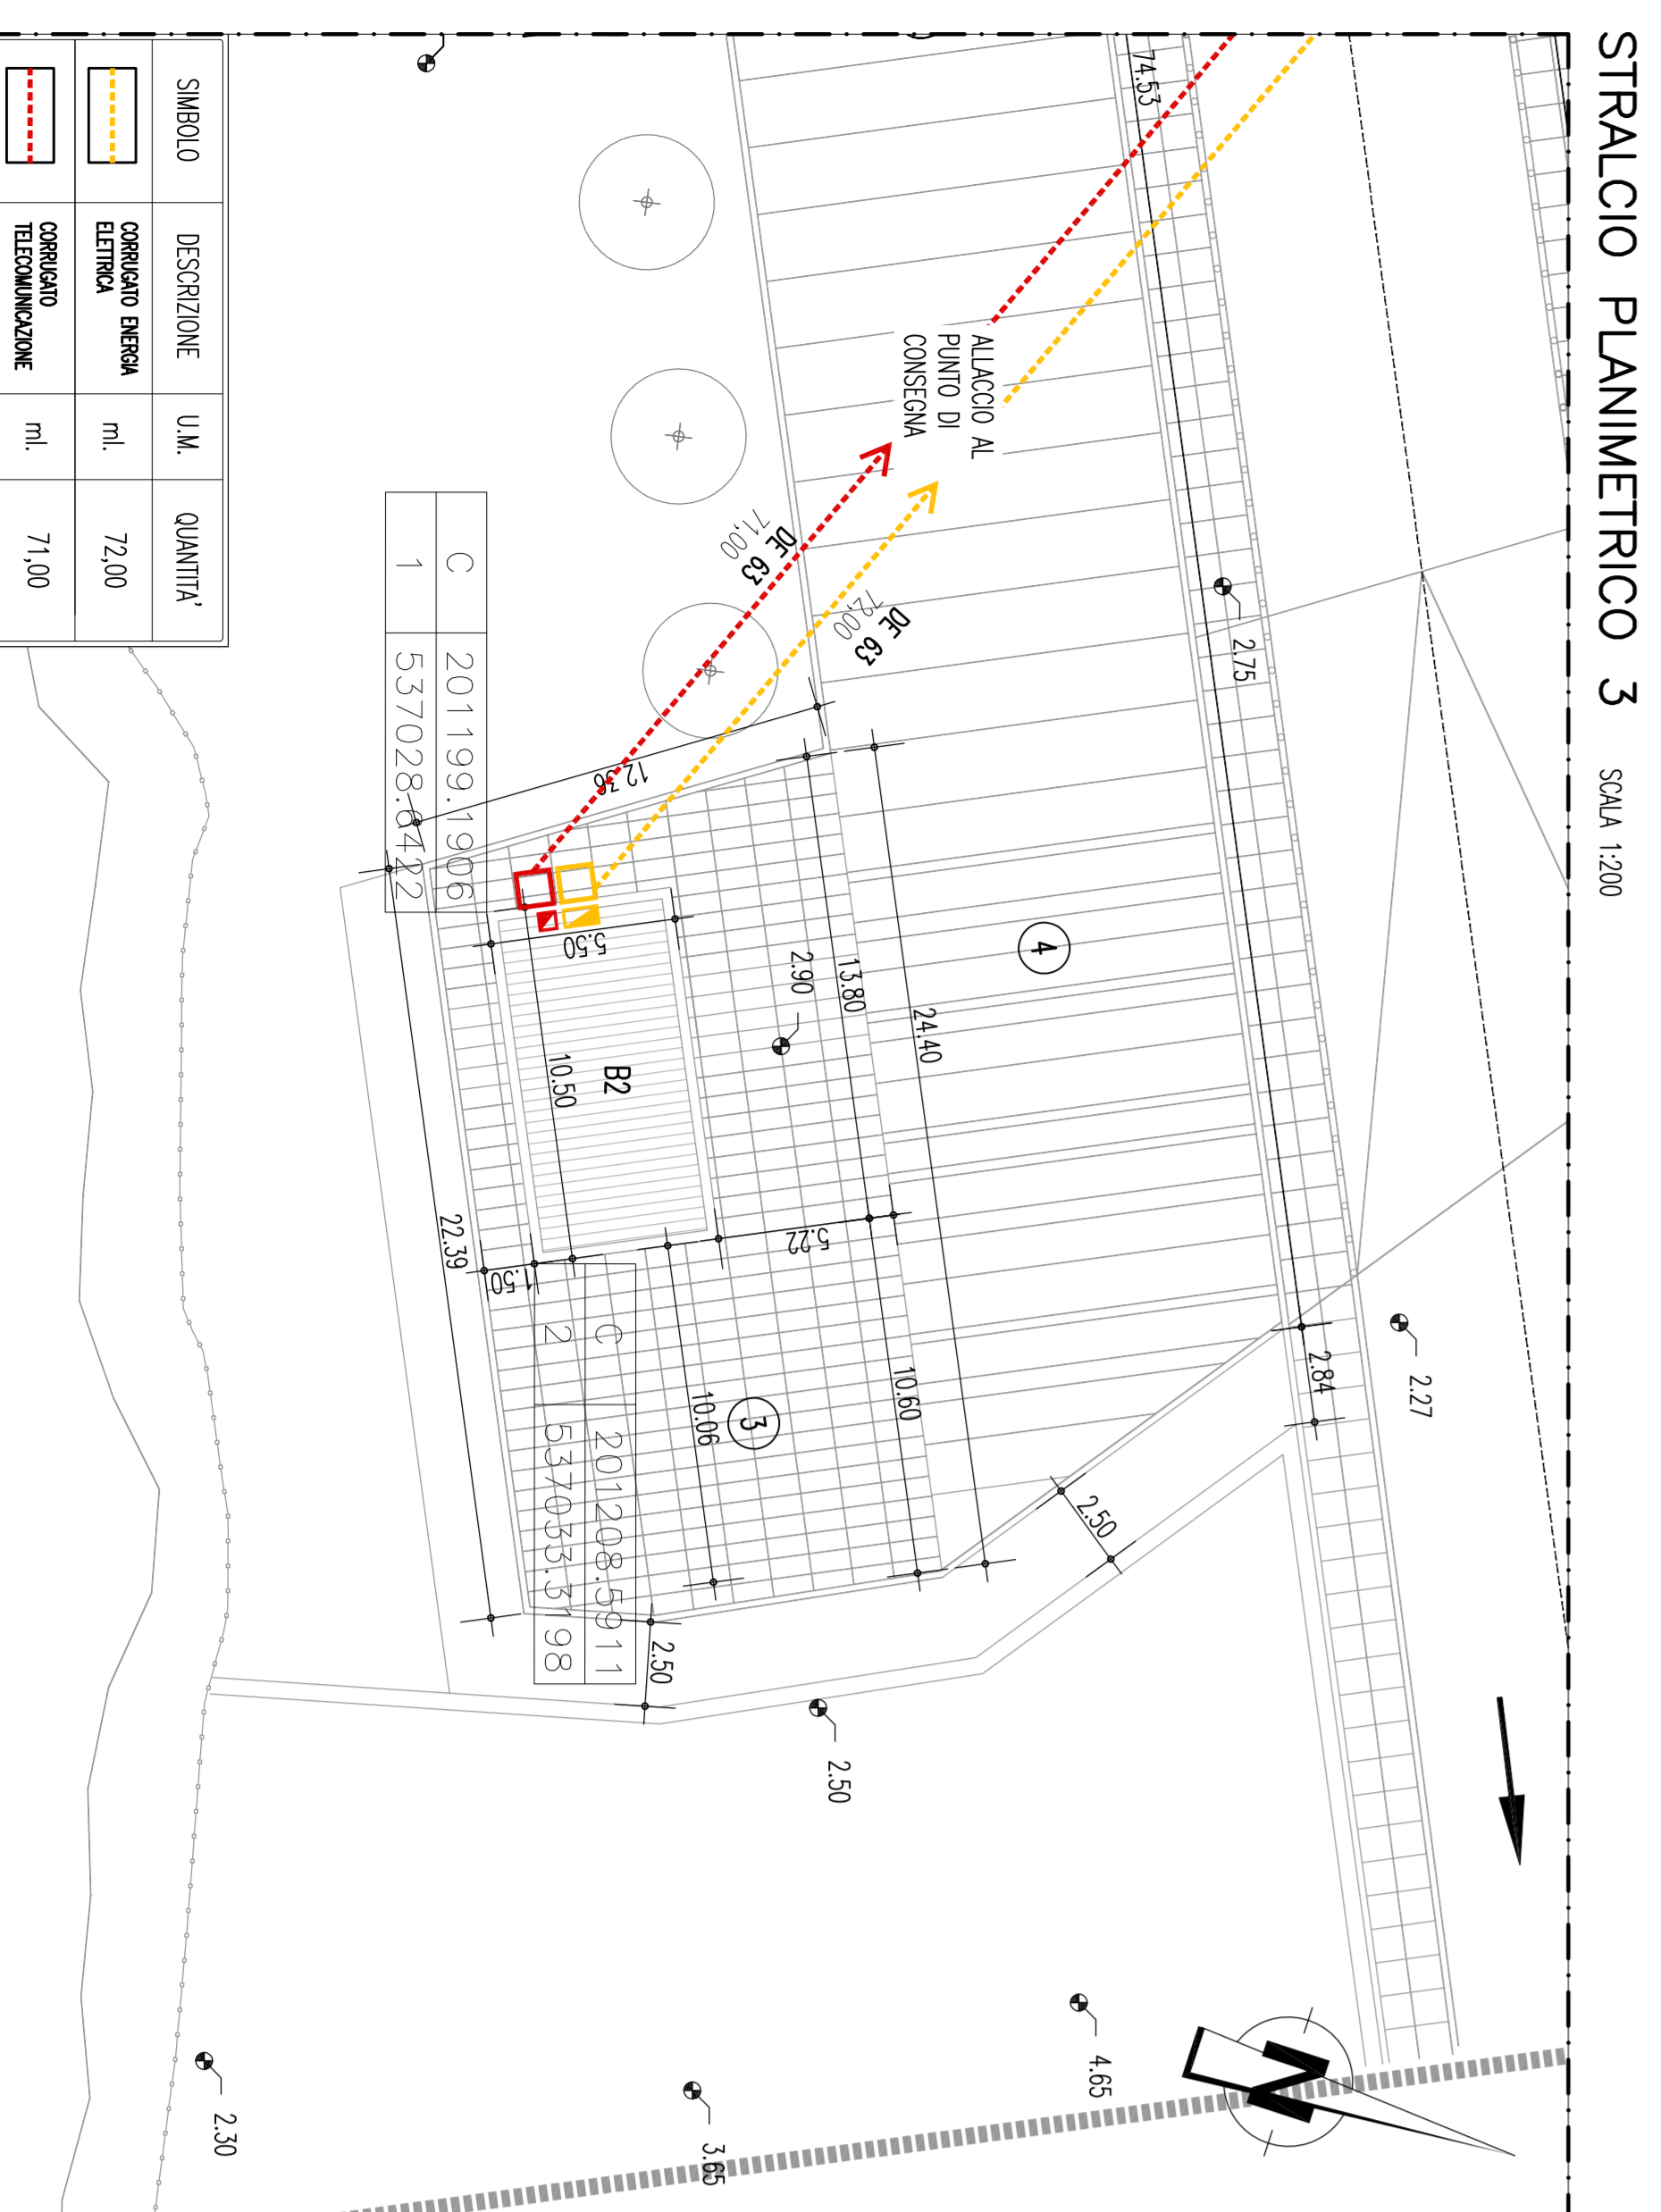 STRALCIO PLANIMETRICO 3 SCALA 1:200
74.53
2.75
2.27
2.84
ALLACCIO AL
PUNTO DI
CONSEGNA
DE 63
71,00
DE 63
72,00
4
24.40
13.80
2.90
12.36
5.50
B2
10.50
5.22
10.60
3
10.06
22.39
1.50
2.50
2.50
2.50
4.65
3.65
2.30
N
C 201199.1906
1 537028.6422
C 201208.5911
2 537033.3198
SIMBOLO DESCRIZIONE U.M. QUANTITA'
CORRUGATO ENERGIA
ELETTRICA ml. 72,00
CORRUGATO
TELECOMUNICAZIONE ml. 71,00